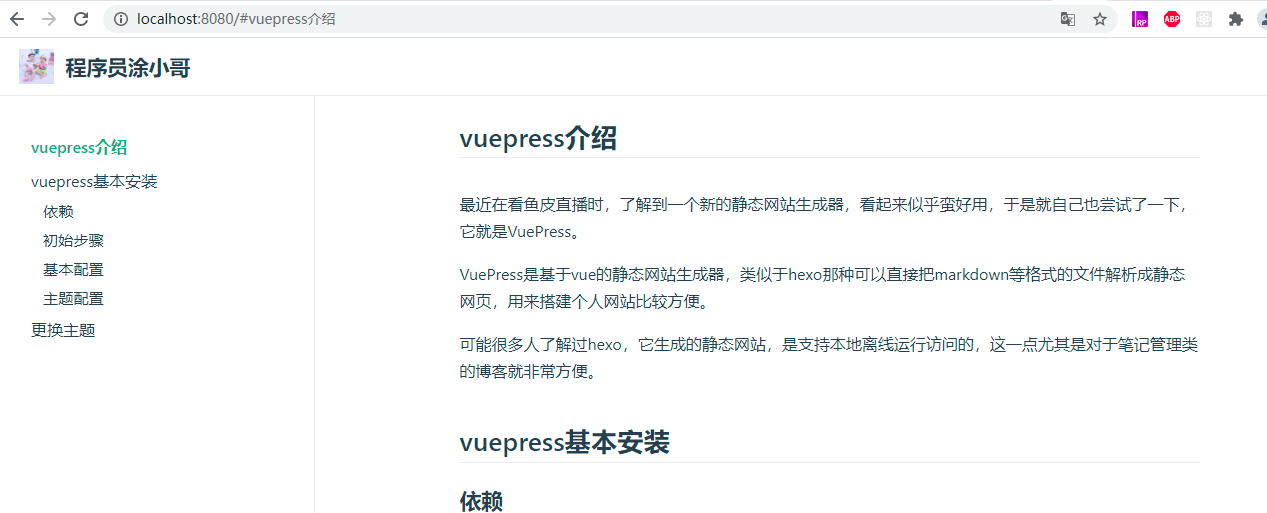 localhost:8080/#vuepress介绍
RP
ABP
程序员涂小哥
vuepress介绍
vuepress基本安装
依赖
初始步骤
基本配置
主题配置
更换主题
vuepress介绍
最近在看鱼皮直播时，了解到一个新的静态网站生成器，看起来似乎蛮好用，于是就自己也尝试了一下，
它就是VuePress。
VuePress是基于vue的静态网站生成器，类似于hexo那种可以直接把markdown等格式的文件解析成静态
网页，用来搭建个人网站比较方便。
可能很多人了解过hexo，它生成的静态网站，是支持本地离线运行访问的，这一点尤其是对于笔记管理类
的博客就非常方便。
vuepress基本安装
依赖